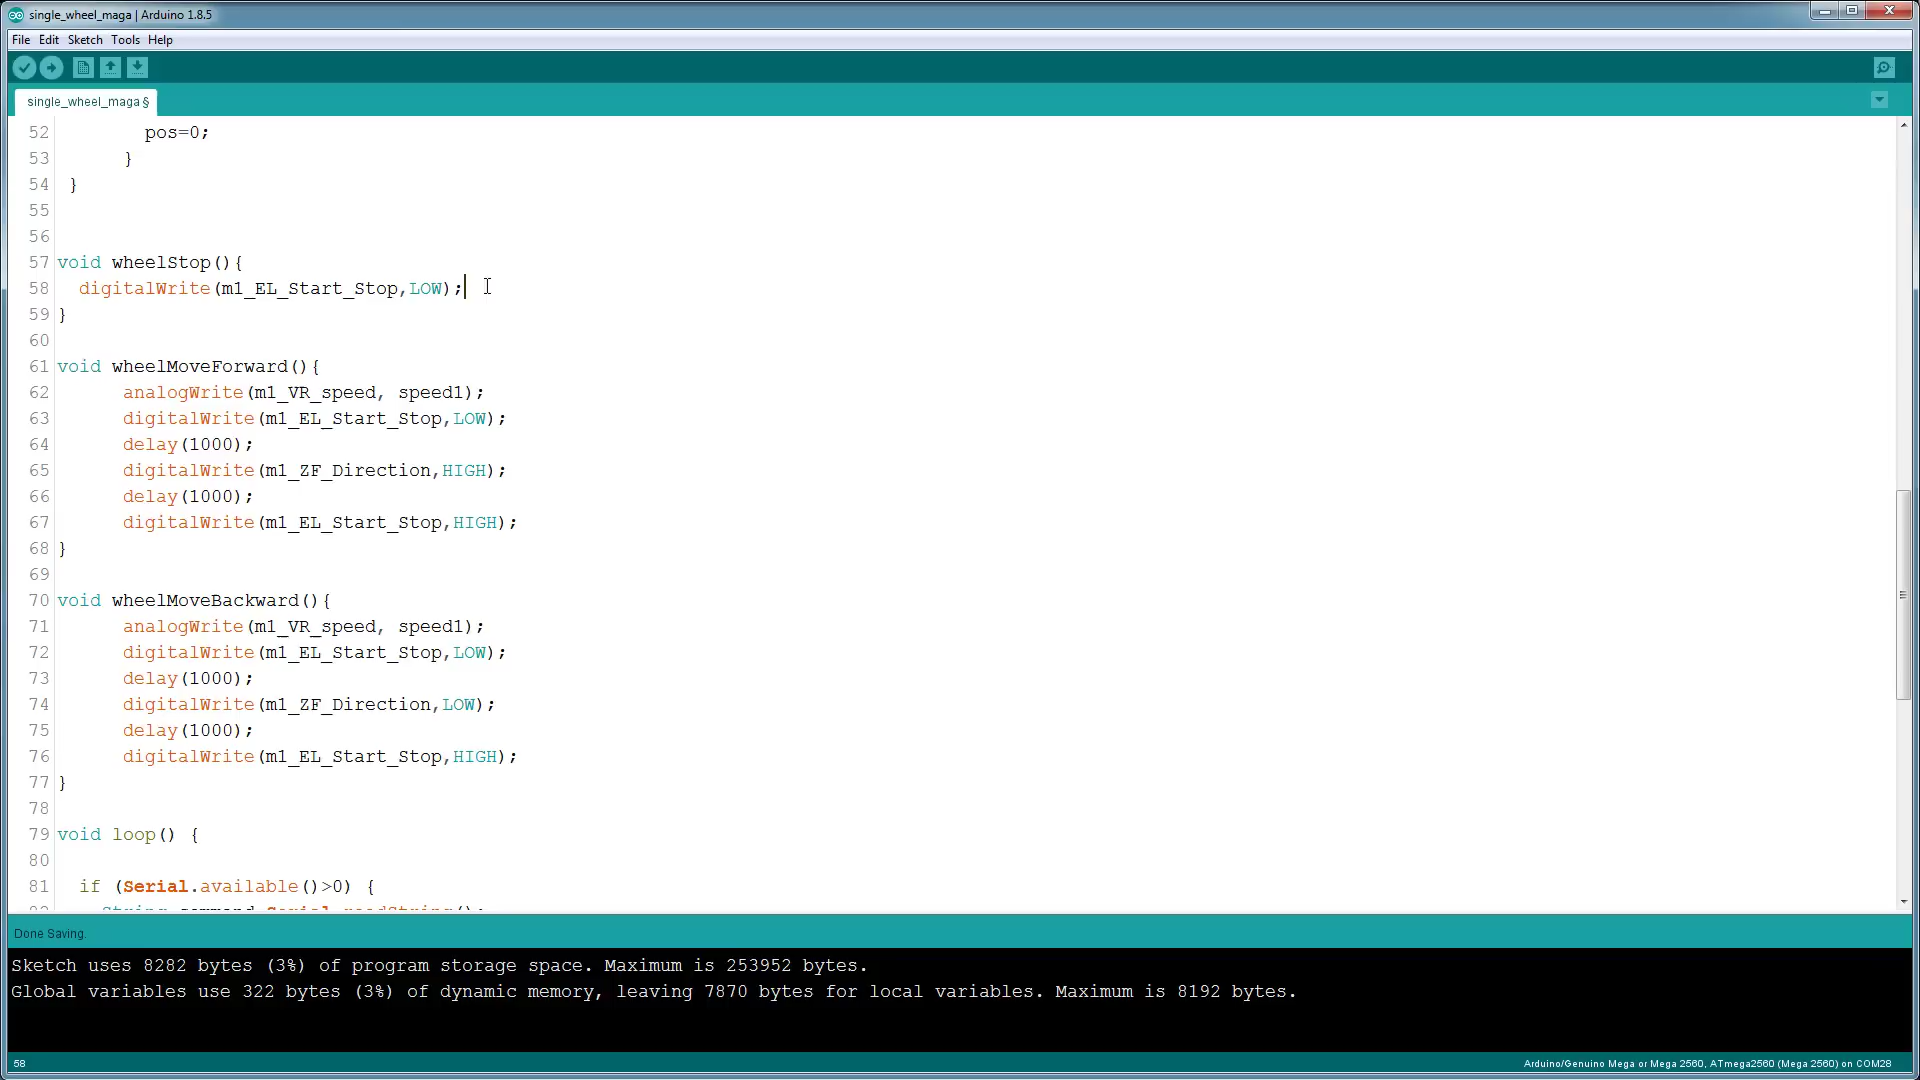 single_wheel_maga | Arduino 1.8.5
File Edit Sketch Tools Help
single_wheel_maga §
52 pos=0;
53 }
54 }
55
56
57 void wheelStop(){
58 digitalWrite(m1_EL_Start_Stop,LOW);
59 }
60
61 void wheelMoveForward(){
62 analogWrite(m1_VR_speed, speed1);
63 digitalWrite(m1_EL_Start_Stop,LOW);
64 delay(1000);
65 digitalWrite(m1_ZF_Direction,HIGH);
66 delay(1000);
67 digitalWrite(m1_EL_Start_Stop,HIGH);
68 }
69
70 void wheelMoveBackward(){
71 analogWrite(m1_VR_speed, speed1);
72 digitalWrite(m1_EL_Start_Stop,LOW);
73 delay(1000);
74 digitalWrite(m1_ZF_Direction,LOW);
75 delay(1000);
76 digitalWrite(m1_EL_Start_Stop,HIGH);
77 }
78
79 void loop() {
80
81 if (Serial.available()>0) {
Done Saving.
Sketch uses 8282 bytes (3%) of program storage space. Maximum is 253952 bytes.
Global variables use 322 bytes (3%) of dynamic memory, leaving 7870 bytes for local variables. Maximum is 8192 bytes.
58 Arduino/Genuino Mega or Mega 2560, ATmega2560 (Mega 2560) on COM28